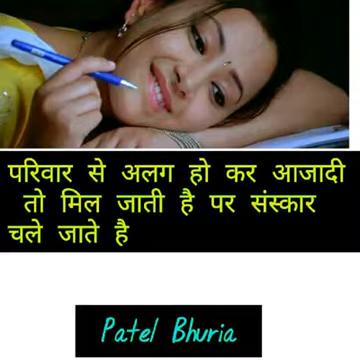 परिवार से अलग हो कर आजादी
तो मिल जाती है पर संस्कार
चले जाते है
Patel Bhuria